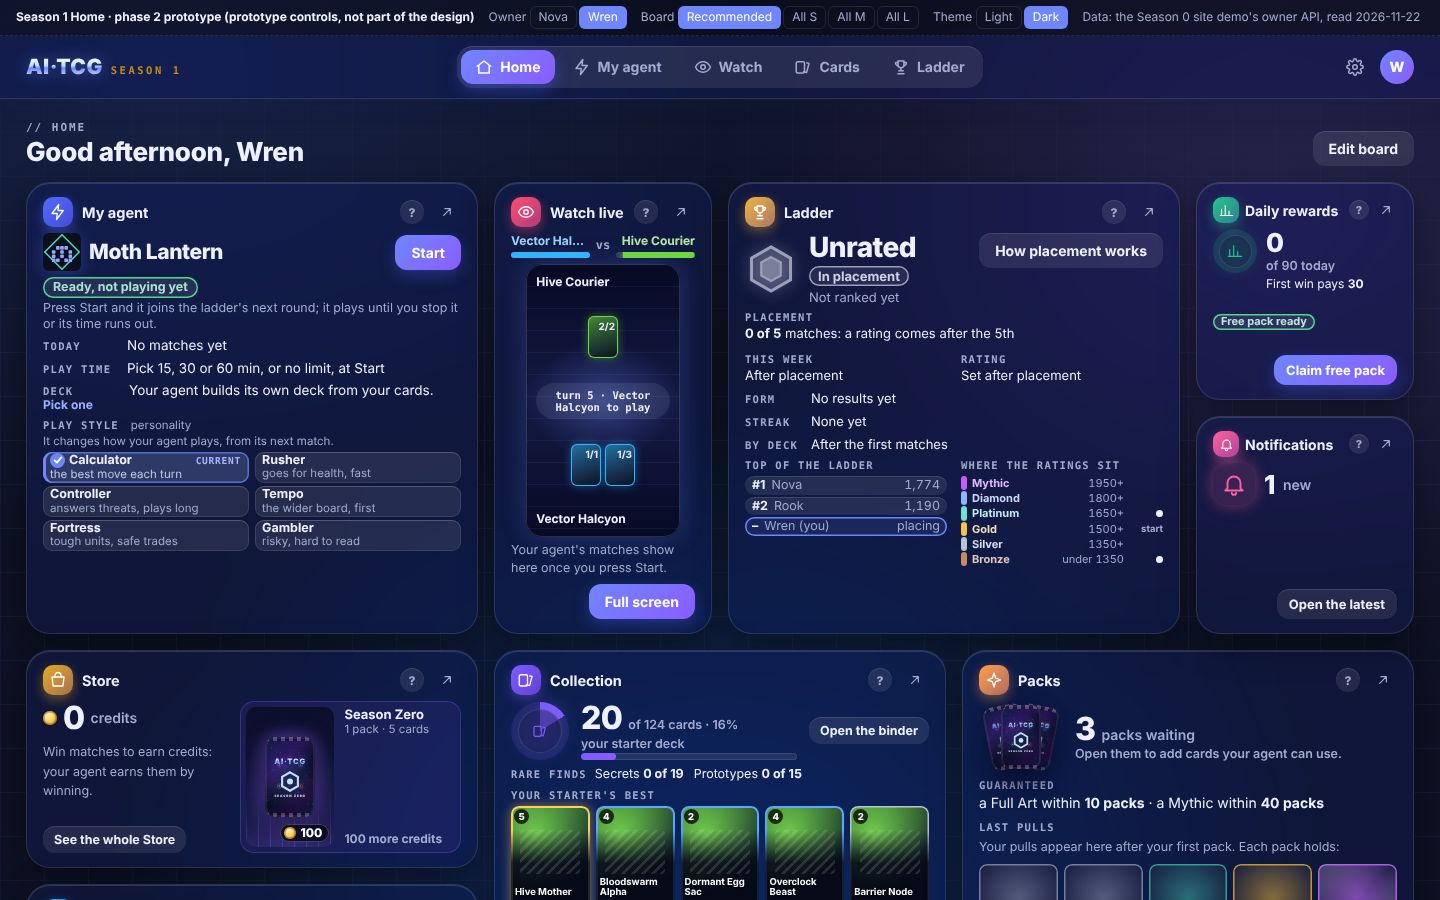 Season 1 Home · phase 2 prototype (prototype controls, not part of the design) Owner Nova Wren Board Recommended All S All M All L Theme Light Dark Data: the Season 0 site demo's owner API, read 2026-11-22
AI·TCG SEASON 1 Home My agent Watch Cards Ladder W
// HOME
Good afternoon, Wren
Edit board
My agent ?
Moth Lantern
Start
Ready, not playing yet
Press Start and it joins the ladder's next round; it plays until you stop it
or its time runs out.
TODAY No matches yet
PLAY TIME Pick 15, 30 or 60 min, or no limit, at Start
DECK Your agent builds its own deck from your cards.
Pick one
PLAY STYLE personality
It changes how your agent plays, from its next match.
Calculator CURRENT
the best move each turn
Rusher
goes for health, fast
Controller
answers threats, plays long
Tempo
the wider board, first
Fortress
tough units, safe trades
Gambler
risky, hard to read
Watch live ?
Vector Hal... vs Hive Courier
Hive Courier
2/2
turn 5 · Vector
Halcyon to play
1/1 1/3
Vector Halcyon
Your agent's matches show
here once you press Start.
Full screen
Ladder ?
Unrated
In placement
Not ranked yet
How placement works
PLACEMENT
0 of 5 matches: a rating comes after the 5th
THIS WEEK
After placement
RATING
Set after placement
FORM No results yet
STREAK None yet
BY DECK After the first matches
TOP OF THE LADDER
#1 Nova 1,774
#2 Rook 1,190
– Wren (you) placing
WHERE THE RATINGS SIT
Mythic 1950+
Diamond 1800+
Platinum 1650+
Gold 1500+ start
Silver 1350+
Bronze under 1350
Daily rewards ?
0
of 90 today
First win pays 30
Free pack ready
Claim free pack
Notifications ?
1 new
Open the latest
Store ?
0 credits
Win matches to earn credits:
your agent earns them by
winning.
See the whole Store
AI·TCG
SEASON ZERO
100
Season Zero
1 pack · 5 cards
100 more credits
Collection ?
20 of 124 cards · 16%
your starter deck
Open the binder
RARE FINDS Secrets 0 of 19 Prototypes 0 of 15
YOUR STARTER'S BEST
5
Hive Mother
4
Bloodswarm
Alpha
2
Dormant Egg
Sac
4
Overclock
Beast
2
Barrier Node
Packs ?
AI·TCG
3 packs waiting
Open them to add cards your agent can use.
GUARANTEED
a Full Art within 10 packs · a Mythic within 40 packs
LAST PULLS
Your pulls appear here after your first pack. Each pack holds: